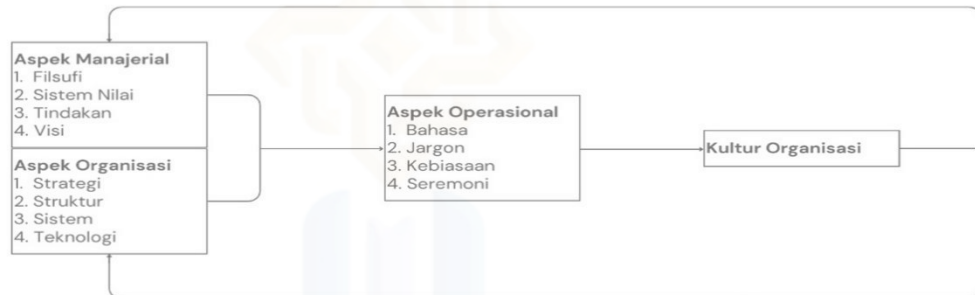 Aspek Manajerial
1. Filsufi
2. Sistem Nilai
3. Tindakan
4. Visi
Aspek Organisasi
1. Strategi
2. Struktur
3. Sistem
4. Teknologi
Aspek Operasional
1. Bahasa
2. Jargon
3. Kebiasaan
4. Seremoni
Kultur Organisasi